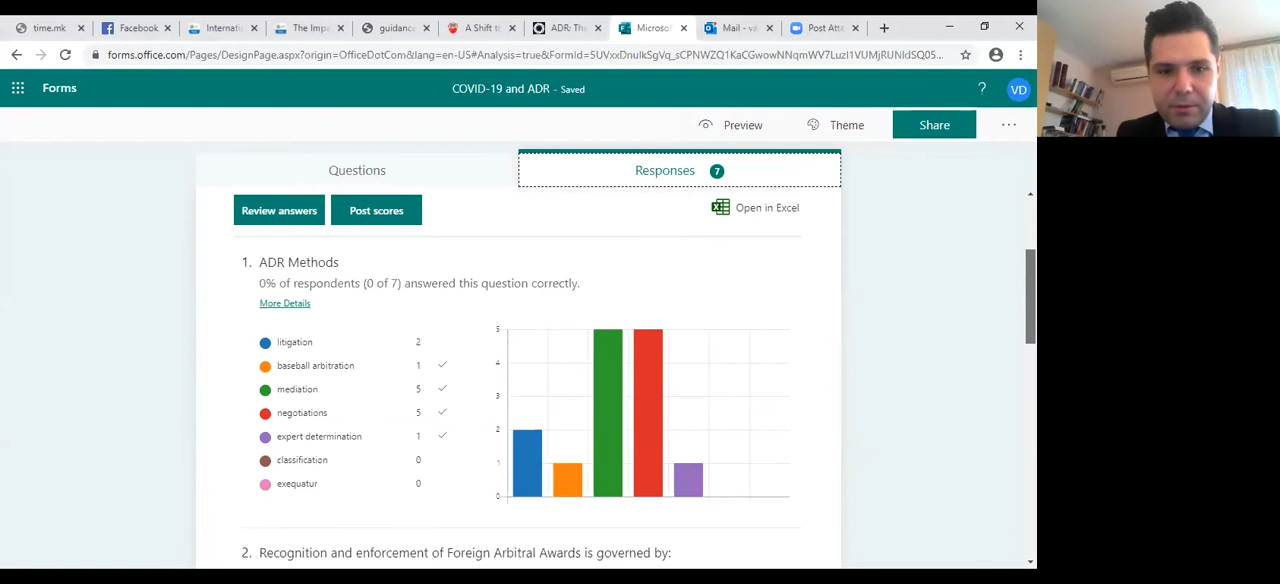 time.mk
Facebook
Internatio
The Impa
guidance
A Shift to
ADR: The
Microsof
Mail - va
Post Atte
forms.office.com/Pages/DesignPage.aspx?origin=OfficeDotCom&lang=en-US#Analysis=true&FormId=
Forms
COVID-19 and ADR - Saved
?
VD
Preview
Theme
Share
Questions
Responses 7
Review answers
Post scores
Open in Excel
1. ADR Methods
0% of respondents (0 of 7) answered this question correctly.
More Details
litigation 2
baseball arbitration 1
mediation 5
negotiations 5
expert determination 1
classification 0
exequatur 0
5
4
3
2
1
0
2. Recognition and enforcement of Foreign Arbitral Awards is governed by: